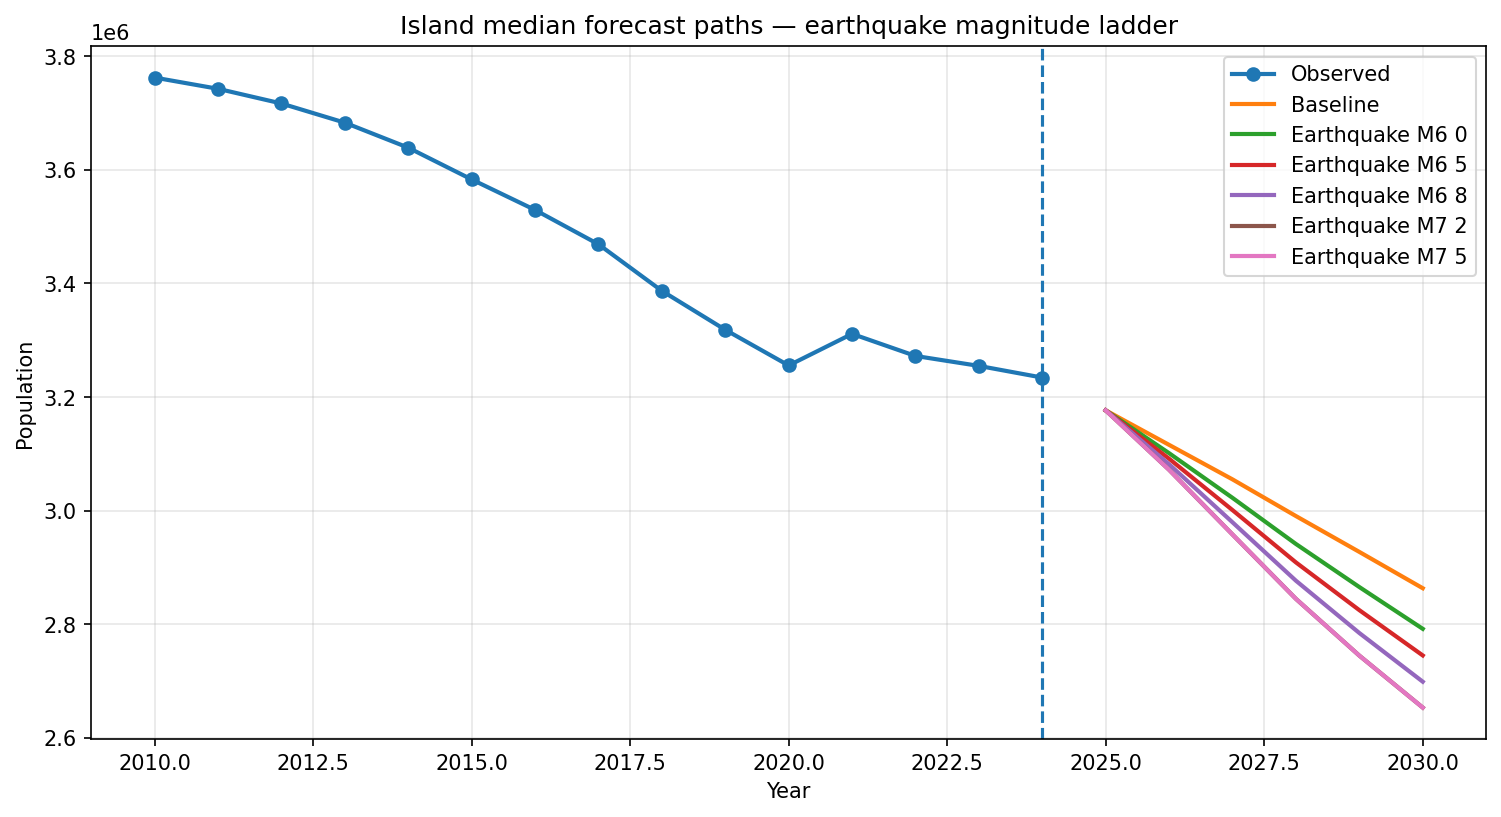 Island median forecast paths — earthquake magnitude ladder
1e6
3.8
3.6
3.4
3.2
3.0
2.8
2.6
Population
2010.0 2012.5 2015.0 2017.5 2020.0 2022.5 2025.0 2027.5 2030.0
Year
Observed
Baseline
Earthquake M6 0
Earthquake M6 5
Earthquake M6 8
Earthquake M7 2
Earthquake M7 5